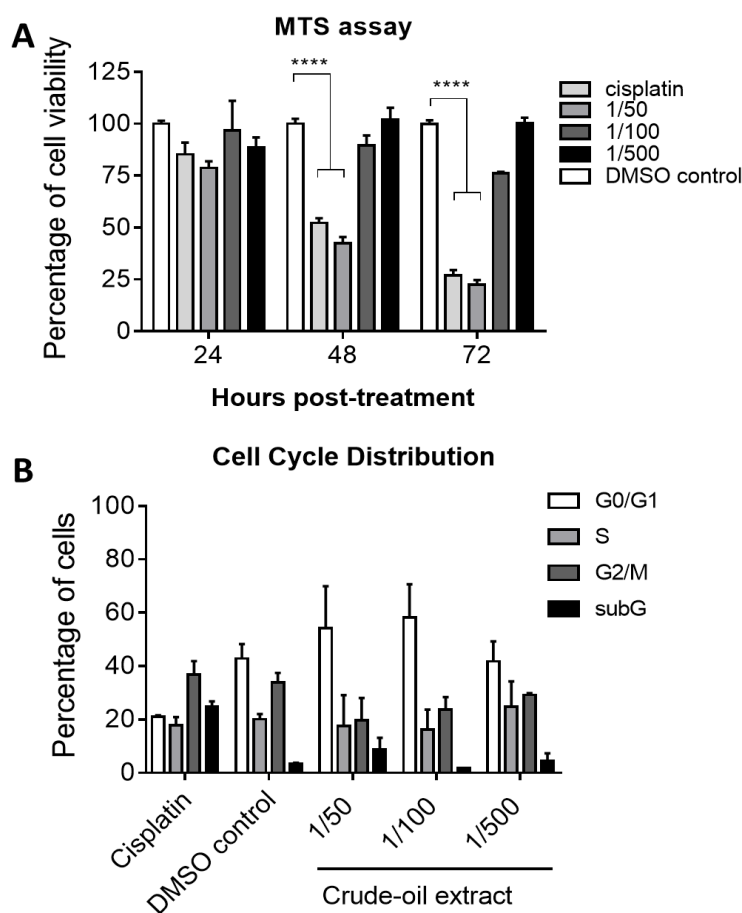 A
MTS assay
Percentage of cell viability
125
100
75
50
25
0
****
****
cisplatin
1/50
1/100
1/500
DMSO control
24
48
72
Hours post-treatment
B
Cell Cycle Distribution
Percentage of cells
100
80
60
40
20
0
G0/G1
S
G2/M
subG
Cisplatin
DMSO control
1/50
1/100
1/500
Crude-oil extract